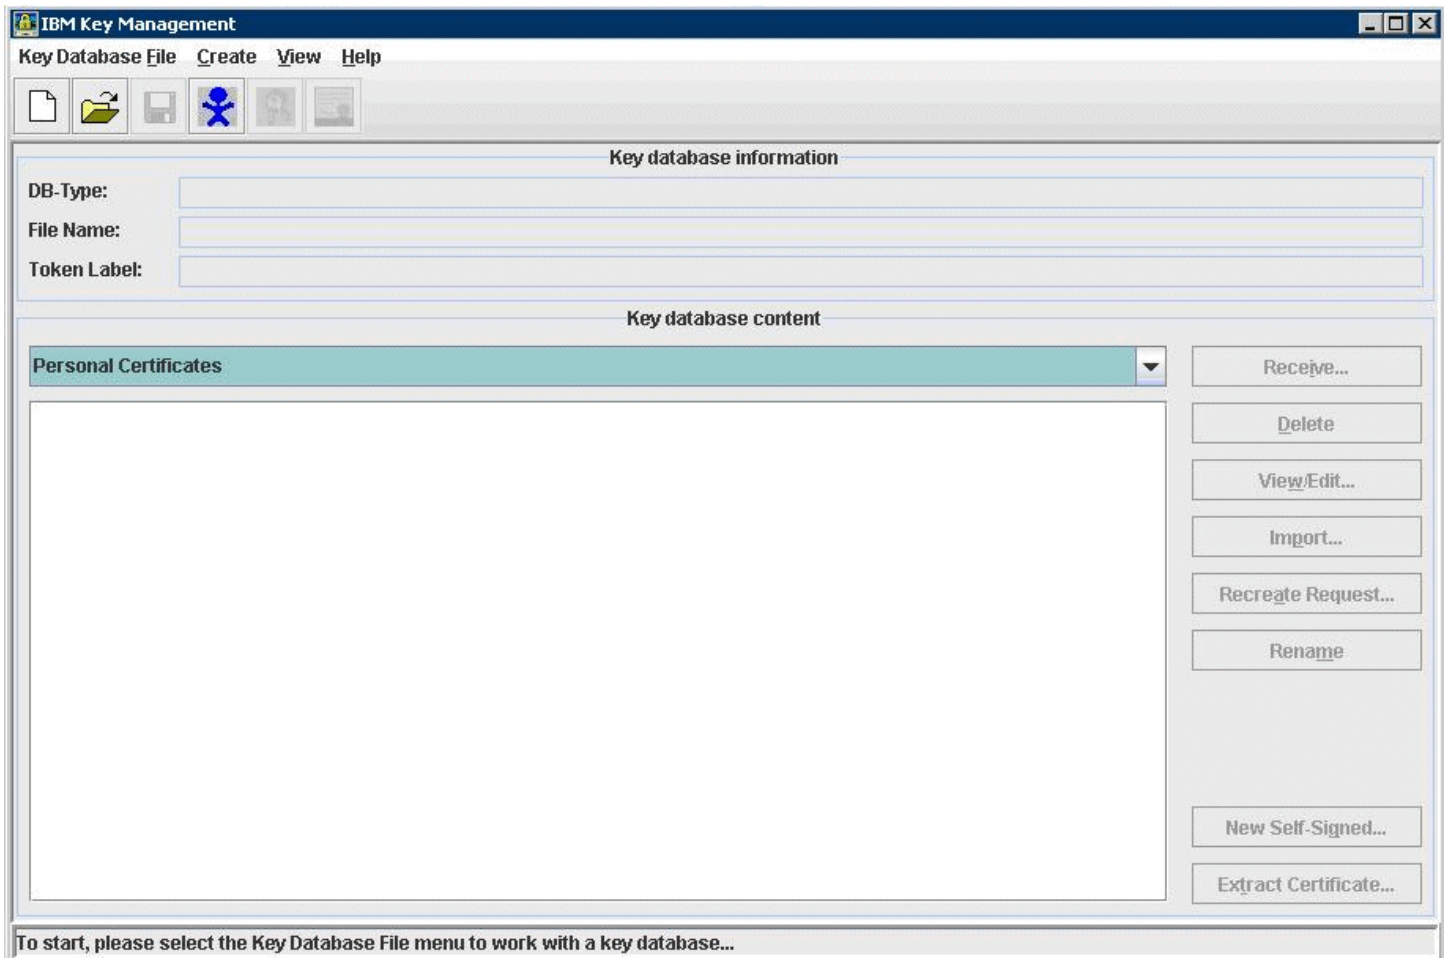 IBM Key Management
Key Database File Create View Help
Key database information
DB-Type:
File Name:
Token Label:
Key database content
Personal Certificates
Receive...
Delete
View/Edit...
Import...
Recreate Request...
Rename
New Self-Signed...
Extract Certificate...
To start, please select the Key Database File menu to work with a key database...